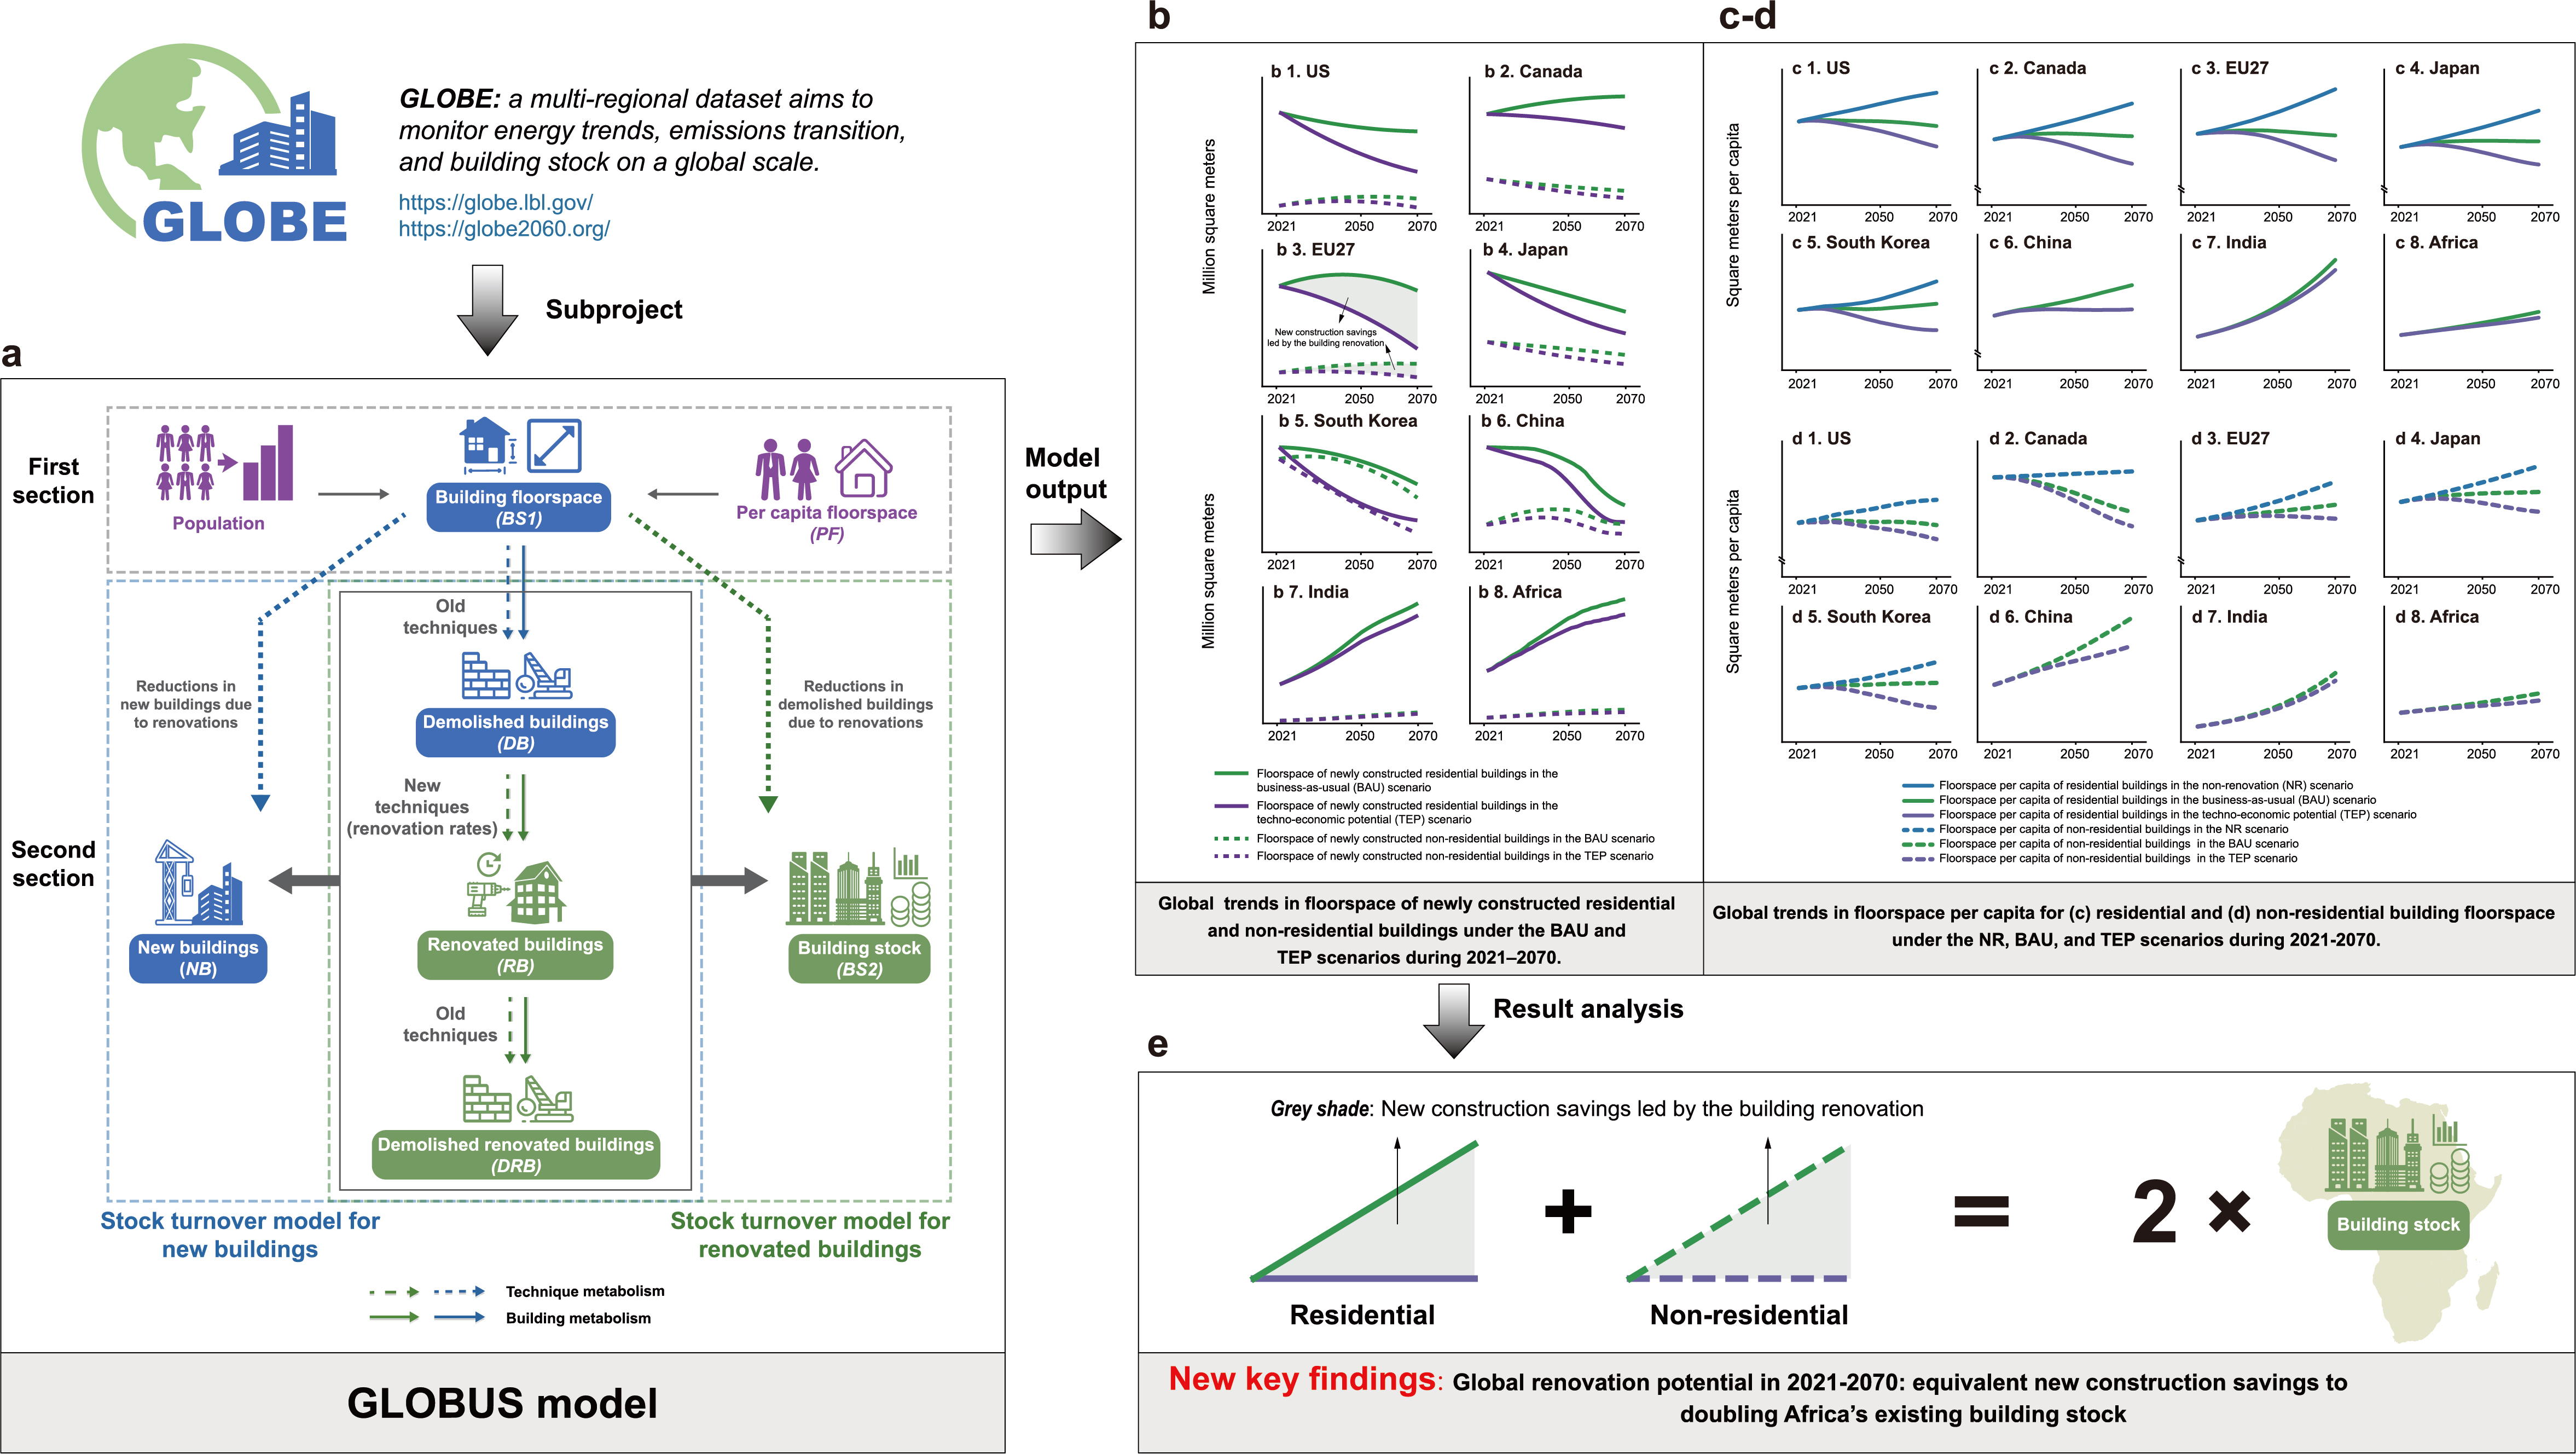 GLOBE
GLOBE: a multi-regional dataset aims to
monitor energy trends, emissions transition,
and building stock on a global scale.
https://globe.lbl.gov/
https://globe2060.org/
Subproject
a
First
section
Population
Building floorspace
(BS1)
Per capita floorspace
(PF)
Old
techniques
Reductions in
new buildings due
to renovations
Reductions in
demolished buildings
due to renovations
Demolished buildings
(DB)
New
techniques
(renovation rates)
Second
section
New buildings
(NB)
Renovated buildings
(RB)
Building stock
(BS2)
Old
techniques
Demolished renovated buildings
(DRB)
Stock turnover model for
new buildings
Stock turnover model for
renovated buildings
Technique metabolism
Building metabolism
GLOBUS model
Model
output
b
Million square meters
Million square meters
b 1. US
2021 2050 2070
b 2. Canada
2021 2050 2070
b 3. EU27
New construction savings
led by the building renovation
2021 2050 2070
b 4. Japan
2021 2050 2070
b 5. South Korea
2021 2050 2070
b 6. China
2021 2050 2070
b 7. India
2021 2050 2070
b 8. Africa
2021 2050 2070
Floorspace of newly constructed residential buildings in the
business-as-usual (BAU) scenario
Floorspace of newly constructed residential buildings in the
techno-economic potential (TEP) scenario
Floorspace of newly constructed non-residential buildings in the BAU scenario
Floorspace of newly constructed non-residential buildings in the TEP scenario
Global trends in floorspace of newly constructed residential
and non-residential buildings under the BAU and
TEP scenarios during 2021–2070.
c-d
Square meters per capita
c 1. US
2021 2050 2070
c 2. Canada
2021 2050 2070
c 3. EU27
2021 2050 2070
c 4. Japan
2021 2050 2070
c 5. South Korea
2021 2050 2070
c 6. China
2021 2050 2070
c 7. India
2021 2050 2070
c 8. Africa
2021 2050 2070
Square meters per capita
d 1. US
2021 2050 2070
d 2. Canada
2021 2050 2070
d 3. EU27
2021 2050 2070
d 4. Japan
2021 2050 2070
d 5. South Korea
2021 2050 2070
d 6. China
2021 2050 2070
d 7. India
2021 2050 2070
d 8. Africa
2021 2050 2070
Floorspace per capita of residential buildings in the non-renovation (NR) scenario
Floorspace per capita of residential buildings in the business-as-usual (BAU) scenario
Floorspace per capita of residential buildings in the techno-economic potential (TEP) scenario
Floorspace per capita of non-residential buildings in the NR scenario
Floorspace per capita of non-residential buildings in the BAU scenario
Floorspace per capita of non-residential buildings in the TEP scenario
Global trends in floorspace per capita for (c) residential and (d) non-residential building floorspace
under the NR, BAU, and TEP scenarios during 2021-2070.
Result analysis
e
Grey shade: New construction savings led by the building renovation
Residential
+
Non-residential
=
2 ×
Building stock
New key findings: Global renovation potential in 2021-2070: equivalent new construction savings to
doubling Africa's existing building stock